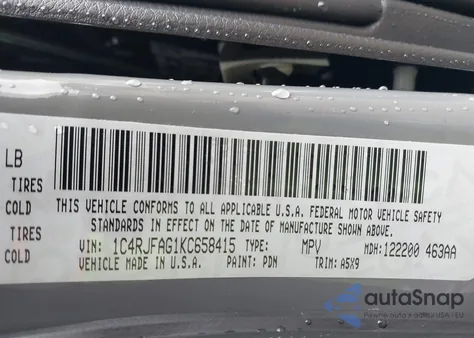 LB
TIRES
COLD
TIRES
COLD
THIS VEHICLE CONFORMS TO ALL APPLICABLE U.S.A. FEDERAL MOTOR VEHICLE SAFETY
STANDARDS IN EFFECT ON THE DATE OF MANUFACTURE SHOWN ABOVE.
VIN: 1C4RJFAG1KC658415 TYPE: MPV MDH: 122200 463AA
VEHICLE MADE IN U.S.A. PAINT: PDN TRIM: A5X9
autoSnap